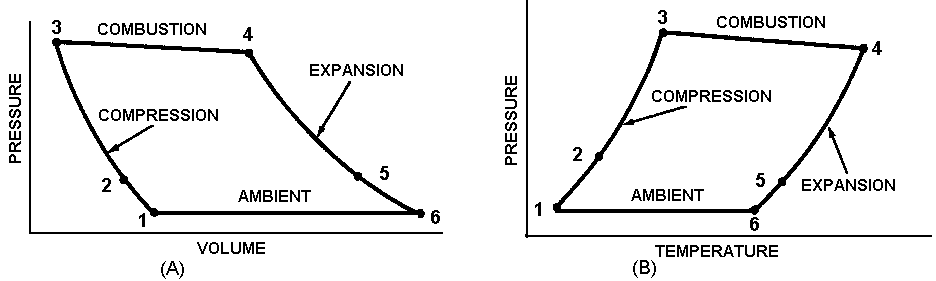 3
COMBUSTION
4
EXPANSION
COMPRESSION
PRESSURE
2
5
AMBIENT
1
6
VOLUME
(A)
3
COMBUSTION
4
COMPRESSION
PRESSURE
2
5
EXPANSION
1
AMBIENT
6
TEMPERATURE
(B)